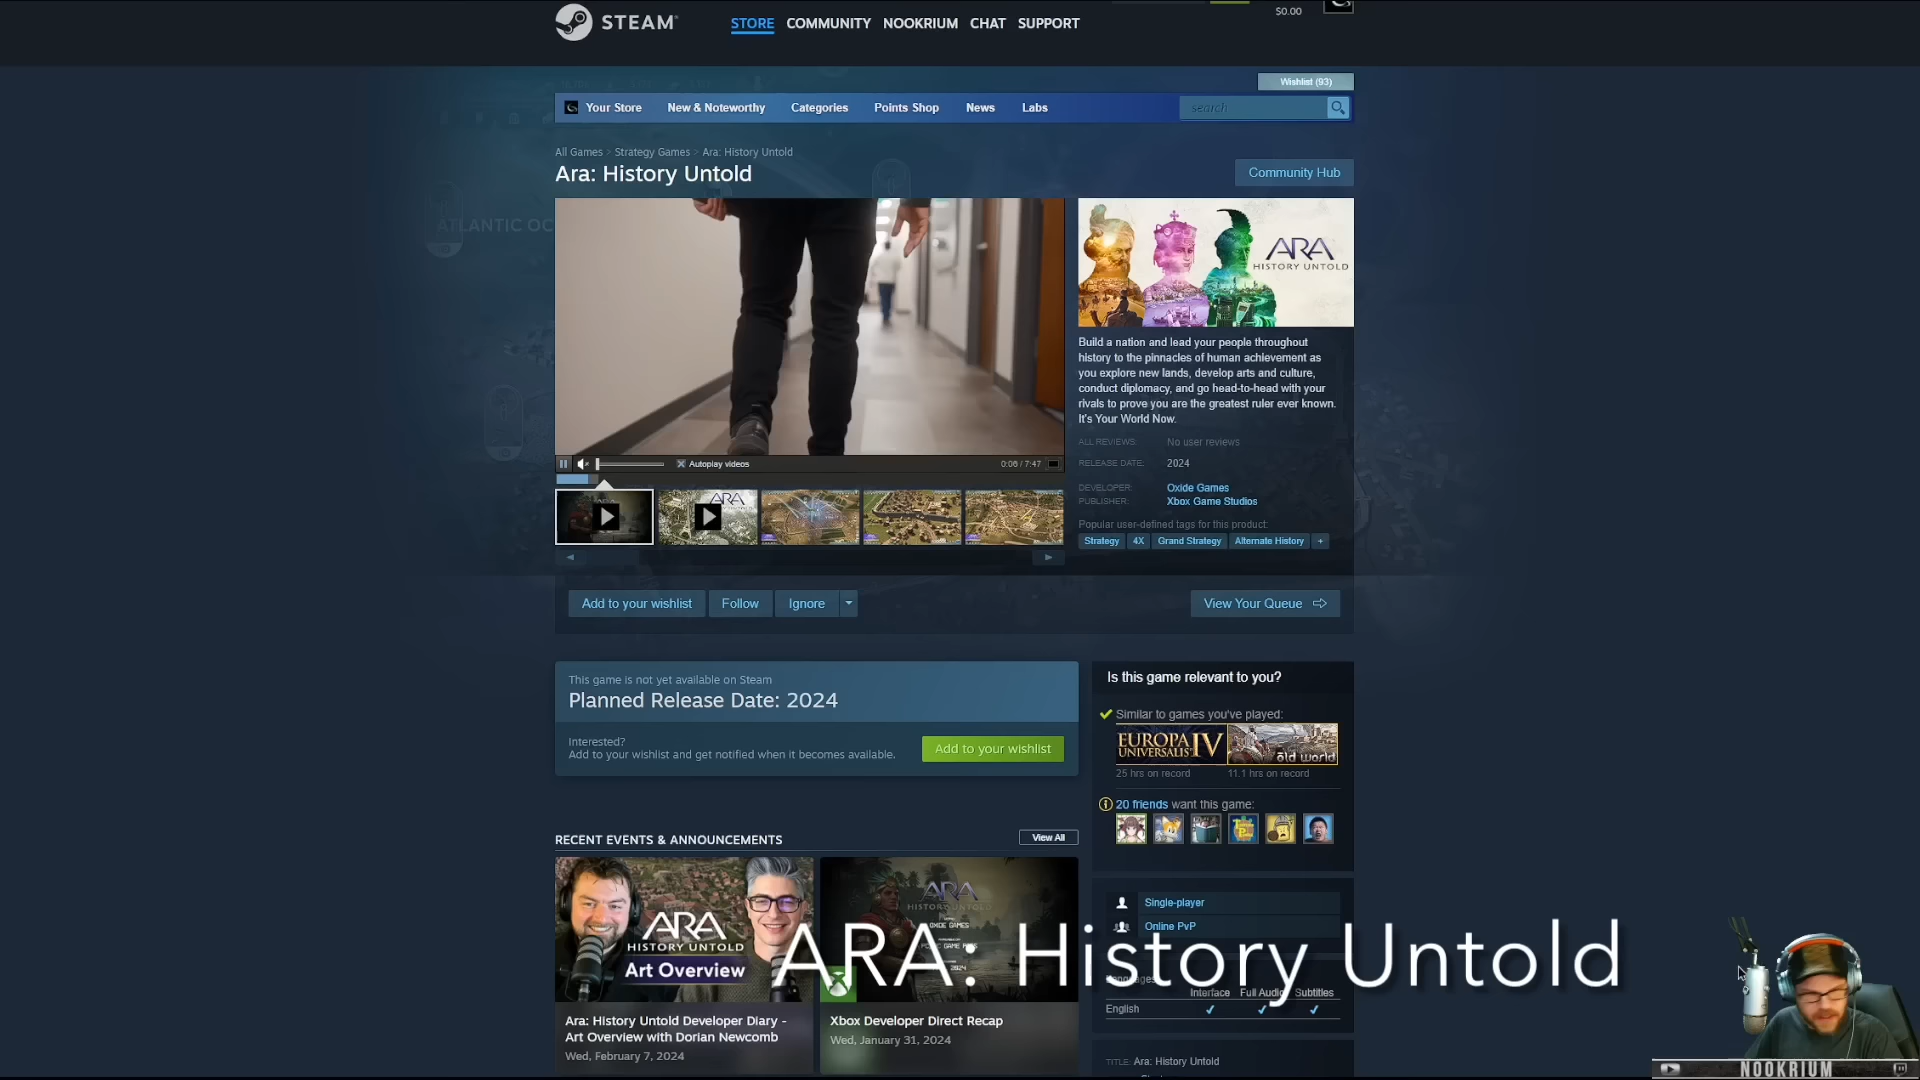 STEAM
STORE COMMUNITY NOOKRIUM CHAT SUPPORT
$0.00
Wishlist (93)
Your Store New & Noteworthy Categories Points Shop News Labs
search
All Games > Strategy Games > Ara: History Untold
Ara: History Untold
Community Hub
ATLANTIC OC
ARA
HISTORY UNTOLD
Build a nation and lead your people throughout
history to the pinnacles of human achievement as
you explore new lands, develop arts and culture,
conduct diplomacy, and go head-to-head with your
rivals to prove you are the greatest ruler ever known.
It's Your World Now.
ALL REVIEWS: No user reviews
RELEASE DATE: 2024
DEVELOPER: Oxide Games
PUBLISHER: Xbox Game Studios
Popular user-defined tags for this product:
Strategy 4X Grand Strategy Alternate History +
Autoplay videos
0:06 / 7:47
ARA
Add to your wishlist Follow Ignore
View Your Queue
This game is not yet available on Steam
Planned Release Date: 2024
Interested?
Add to your wishlist and get notified when it becomes available.
Add to your wishlist
Is this game relevant to you?
Similar to games you've played:
EUROPA
UNIVERSALIS IV
old world
25 hrs on record 11.1 hrs on record
20 friends want this game:
RECENT EVENTS & ANNOUNCEMENTS
View All
ARA
HISTORY UNTOLD
Art Overview
ARA
HISTORY UNTOLD
OXIDE GAMES
2024
Ara: History Untold Developer Diary -
Art Overview with Dorian Newcomb
Wed, February 7, 2024
Xbox Developer Direct Recap
Wed, January 31, 2024
Single-player
Online PvP
ARA: History Untold
Interface Full Audio Subtitles
English
TITLE: Ara: History Untold
NOOKRIUM